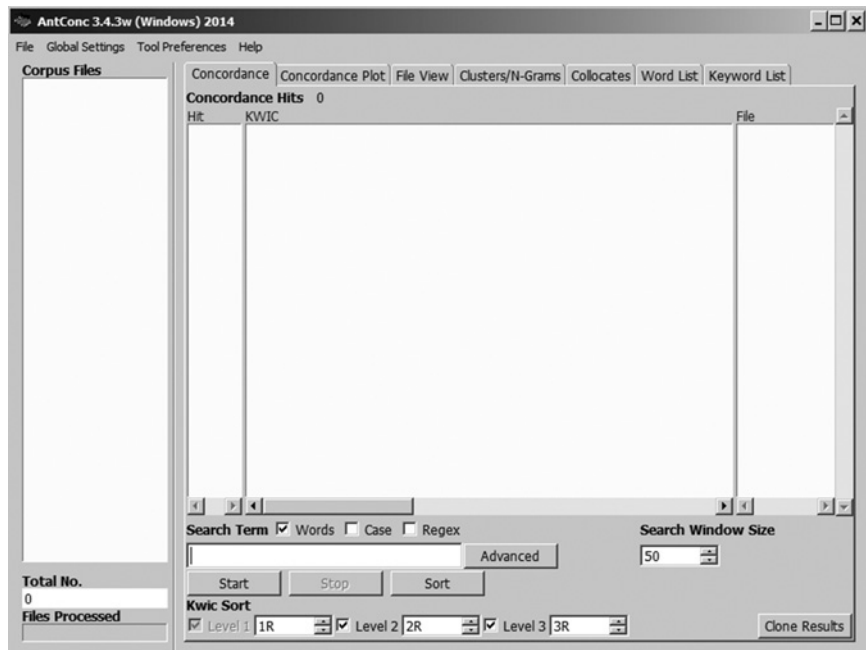 AntConc 3.4.3w (Windows) 2014
File Global Settings Tool Preferences Help
Corpus Files
Concordance Concordance Plot File View Clusters/N-Grams Collocates Word List Keyword List
Concordance Hits 0
Hit KWIC File
Search Term Words Case Regex Search Window Size
Advanced 50
Start Stop Sort
Total No.
0
Files Processed
Kwic Sort
Level 1 1R Level 2 2R Level 3 3R Clone Results